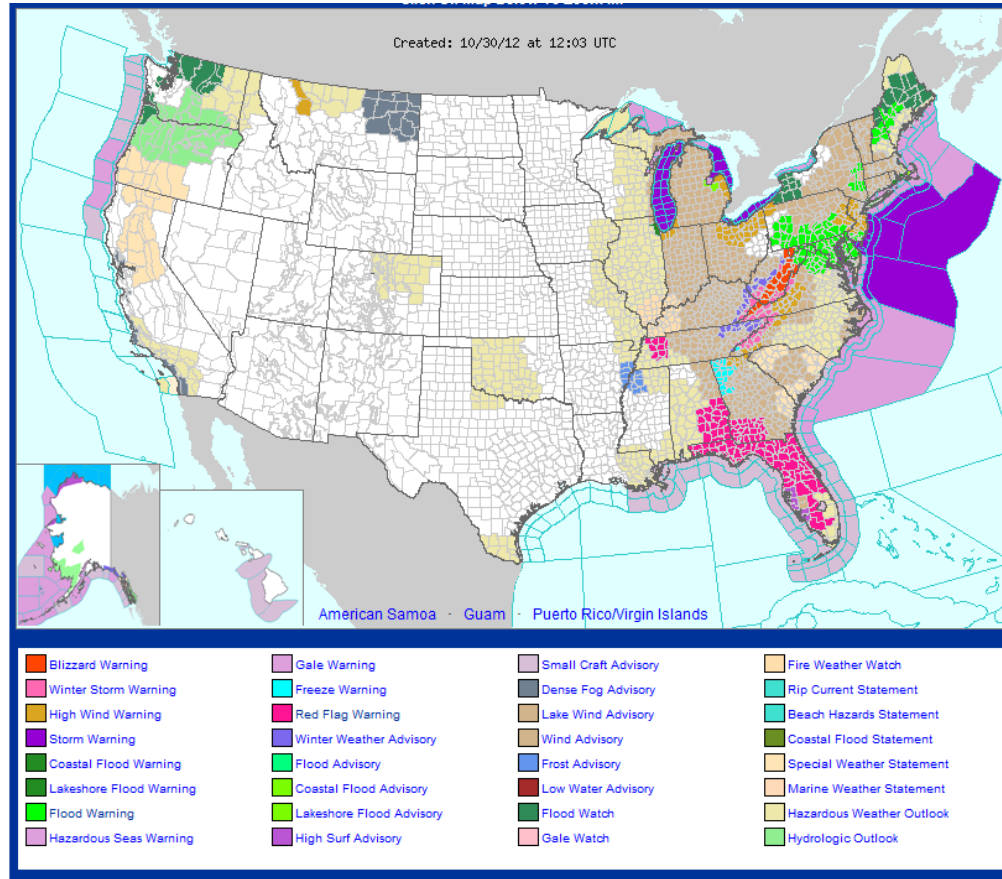 Created: 10/30/12 at 12:03 UTC
American Samoa · Guam · Puerto Rico/Virgin Islands
Blizzard Warning
Winter Storm Warning
High Wind Warning
Storm Warning
Coastal Flood Warning
Lakeshore Flood Warning
Flood Warning
Hazardous Seas Warning
Gale Warning
Freeze Warning
Red Flag Warning
Winter Weather Advisory
Flood Advisory
Coastal Flood Advisory
Lakeshore Flood Advisory
High Surf Advisory
Small Craft Advisory
Dense Fog Advisory
Lake Wind Advisory
Wind Advisory
Frost Advisory
Low Water Advisory
Flood Watch
Gale Watch
Fire Weather Watch
Rip Current Statement
Beach Hazards Statement
Coastal Flood Statement
Special Weather Statement
Marine Weather Statement
Hazardous Weather Outlook
Hydrologic Outlook